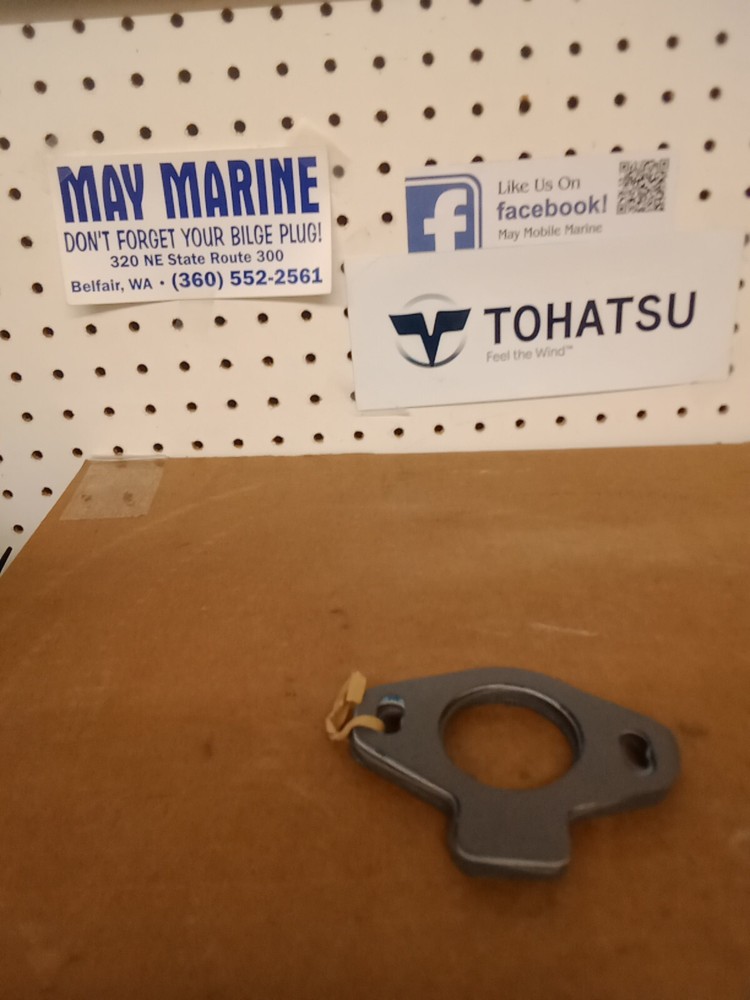 MAY MARINE
DON'T FORGET YOUR BILGE PLUG!
320 NE State Route 300
Belfair, WA • (360) 552-2561
Like Us On
facebook!
May Mobile Marine
TOHATSU
Feel the Wind™